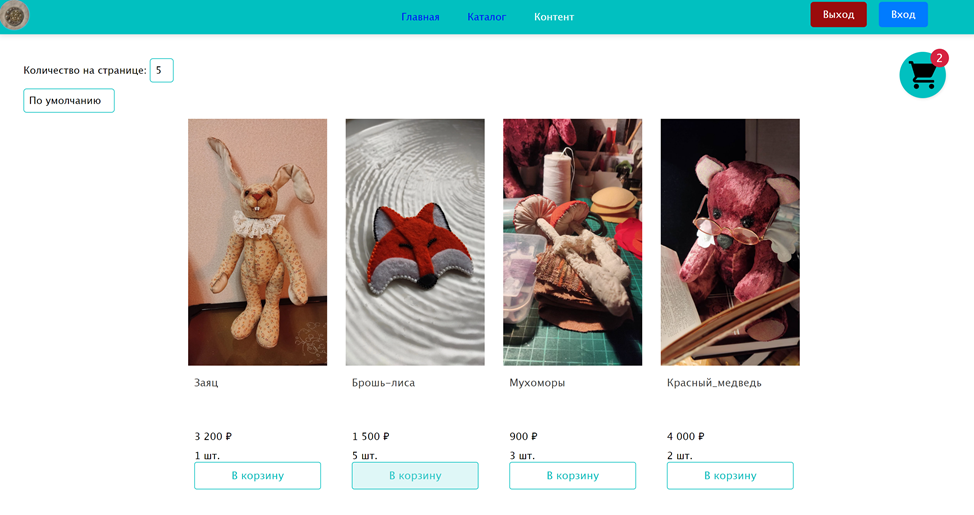 Главная Каталог Контент Выход Вход
Количество на странице: 5
2
По умолчанию
Заяц Брошь-лиса Мухоморы Красный_медведь
3 200 ₽ 1 500 ₽ 900 ₽ 4 000 ₽
1 шт. 5 шт. 3 шт. 2 шт.
В корзину В корзину В корзину В корзину